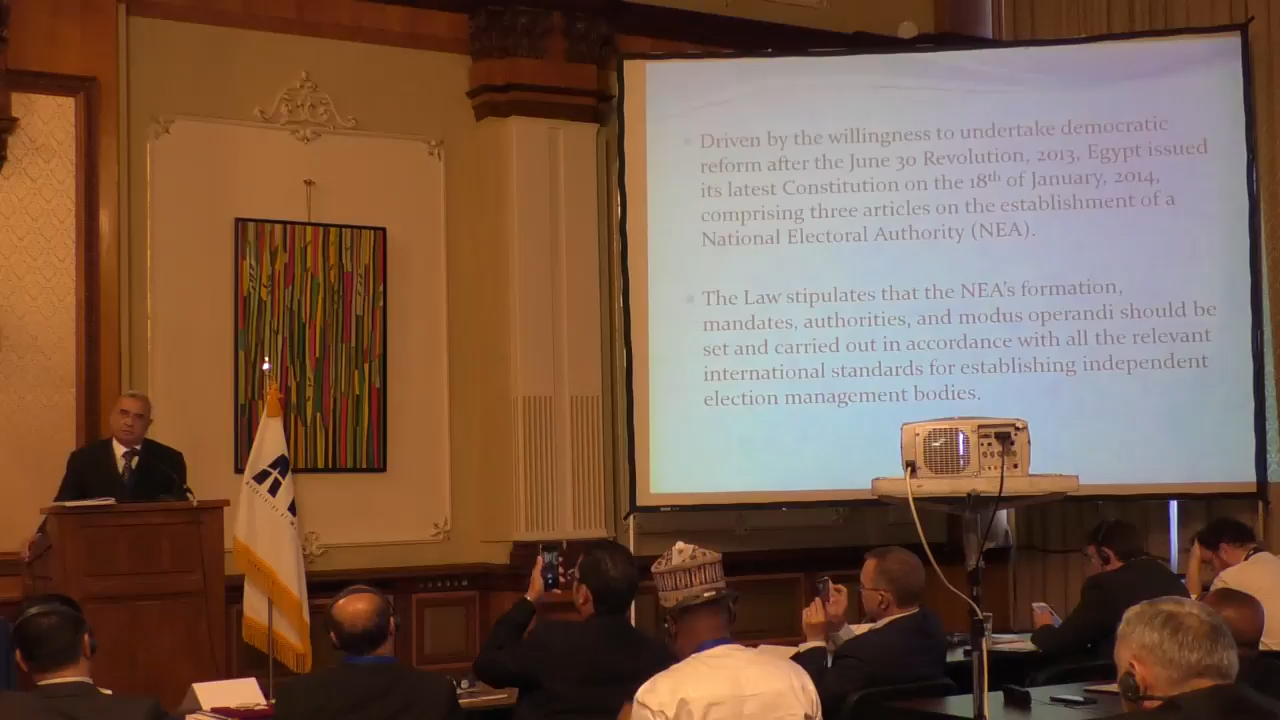 Driven by the willingness to undertake democratic
reform after the June 30 Revolution, 2013, Egypt issued
its latest Constitution on the 18th of January, 2014,
comprising three articles on the establishment of a
National Electoral Authority (NEA).
The Law stipulates that the NEA's formation,
mandates, authorities, and modus operandi should be
set and carried out in accordance with all the relevant
international standards for establishing independent
election management bodies.